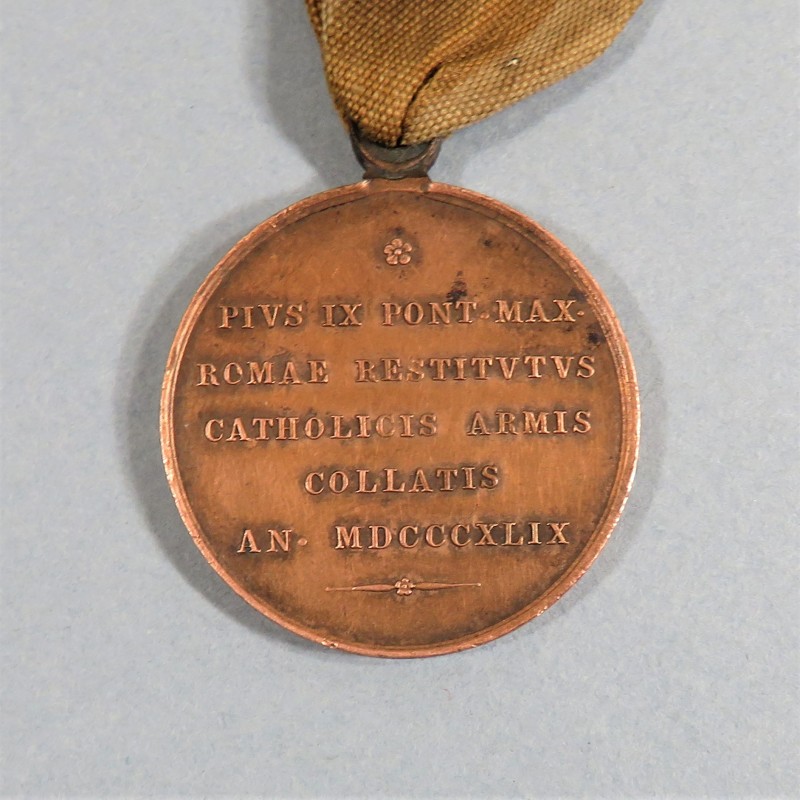 PIVS IX PONT·MAX·
ROMAE RESTITVTVS
CATHOLICIS ARMIS
COLLATIS
AN· MDCCCXLIX